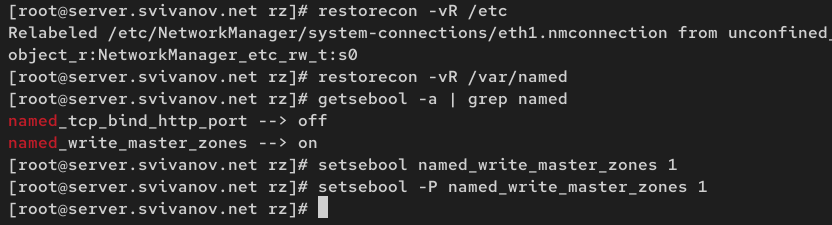 [root@server.svivanov.net rz]# restorecon -vR /etc
Relabeled /etc/NetworkManager/system-connections/eth1.nmconnection from unconfined_
object_r:NetworkManager_etc_rw_t:s0
[root@server.svivanov.net rz]# restorecon -vR /var/named
[root@server.svivanov.net rz]# getsebool -a | grep named
named_tcp_bind_http_port --> off
named_write_master_zones --> on
[root@server.svivanov.net rz]# setsebool named_write_master_zones 1
[root@server.svivanov.net rz]# setsebool -P named_write_master_zones 1
[root@server.svivanov.net rz]#